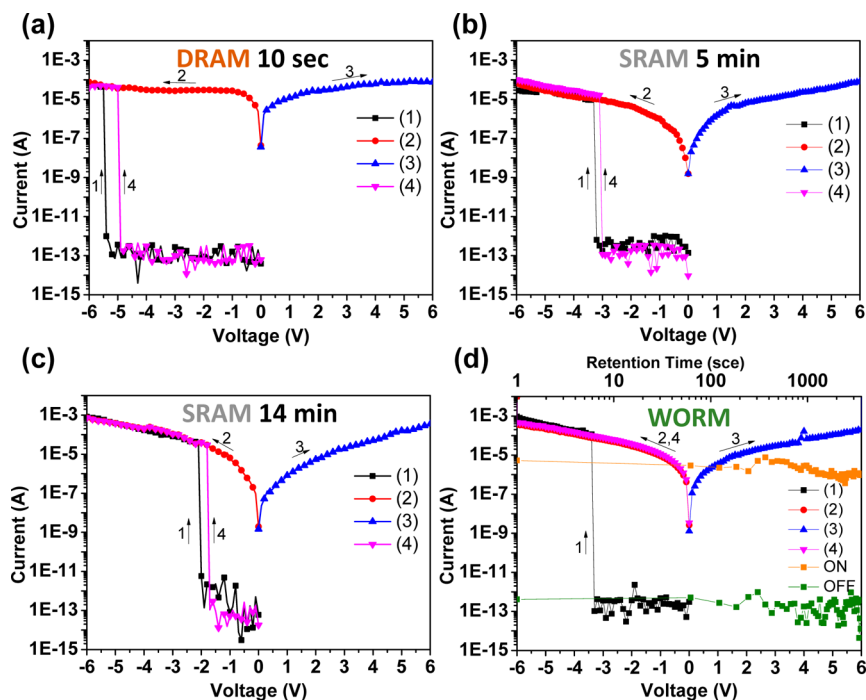 (a)
DRAM 10 sec
1E-3
1E-5
1E-7
1E-9
1E-11
1E-13
1E-15
Current (A)
2
3
1
4
(1)
(2)
(3)
(4)
-6 -5 -4 -3 -2 -1 0 1 2 3 4 5 6
Voltage (V)
(b)
SRAM 5 min
1E-3
1E-5
1E-7
1E-9
1E-11
1E-13
1E-15
Current (A)
2
3
1
4
(1)
(2)
(3)
(4)
-6 -5 -4 -3 -2 -1 0 1 2 3 4 5 6
Voltage (V)
(c)
SRAM 14 min
1E-3
1E-5
1E-7
1E-9
1E-11
1E-13
1E-15
Current (A)
2
3
1
4
(1)
(2)
(3)
(4)
-6 -5 -4 -3 -2 -1 0 1 2 3 4 5 6
Voltage (V)
(d)
Retention Time (sce)
1 10 100 1000
WORM
1E-3
1E-5
1E-7
1E-9
1E-11
1E-13
1E-15
Current (A)
2,4
3
1
(1)
(2)
(3)
(4)
ON
OFF
-6 -5 -4 -3 -2 -1 0 1 2 3 4 5 6
Voltage (V)